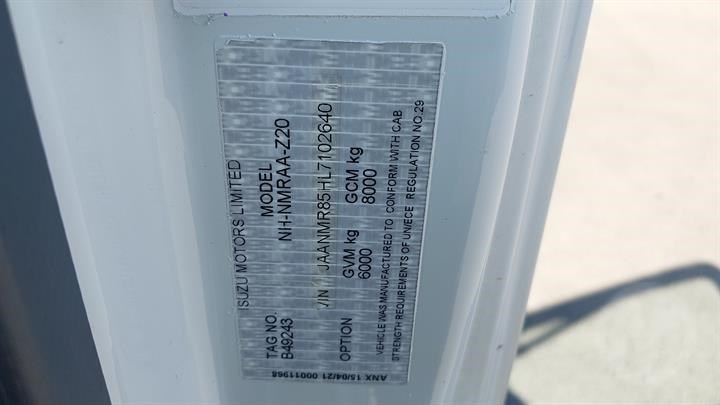 ISUZU MOTORS LIMITED
TAG NO. MODEL
B49243 NH-NMRAA-Z20
VIN JAANMR85HL7102640
GVM kg GCM kg
OPTION 6000 8000
VEHICLE WAS MANUFACTURED TO CONFORM WITH CAB
STRENGTH REQUIREMENTS OF UN/ECE REGULATION NO.29
ANX 15/04/21 00011968